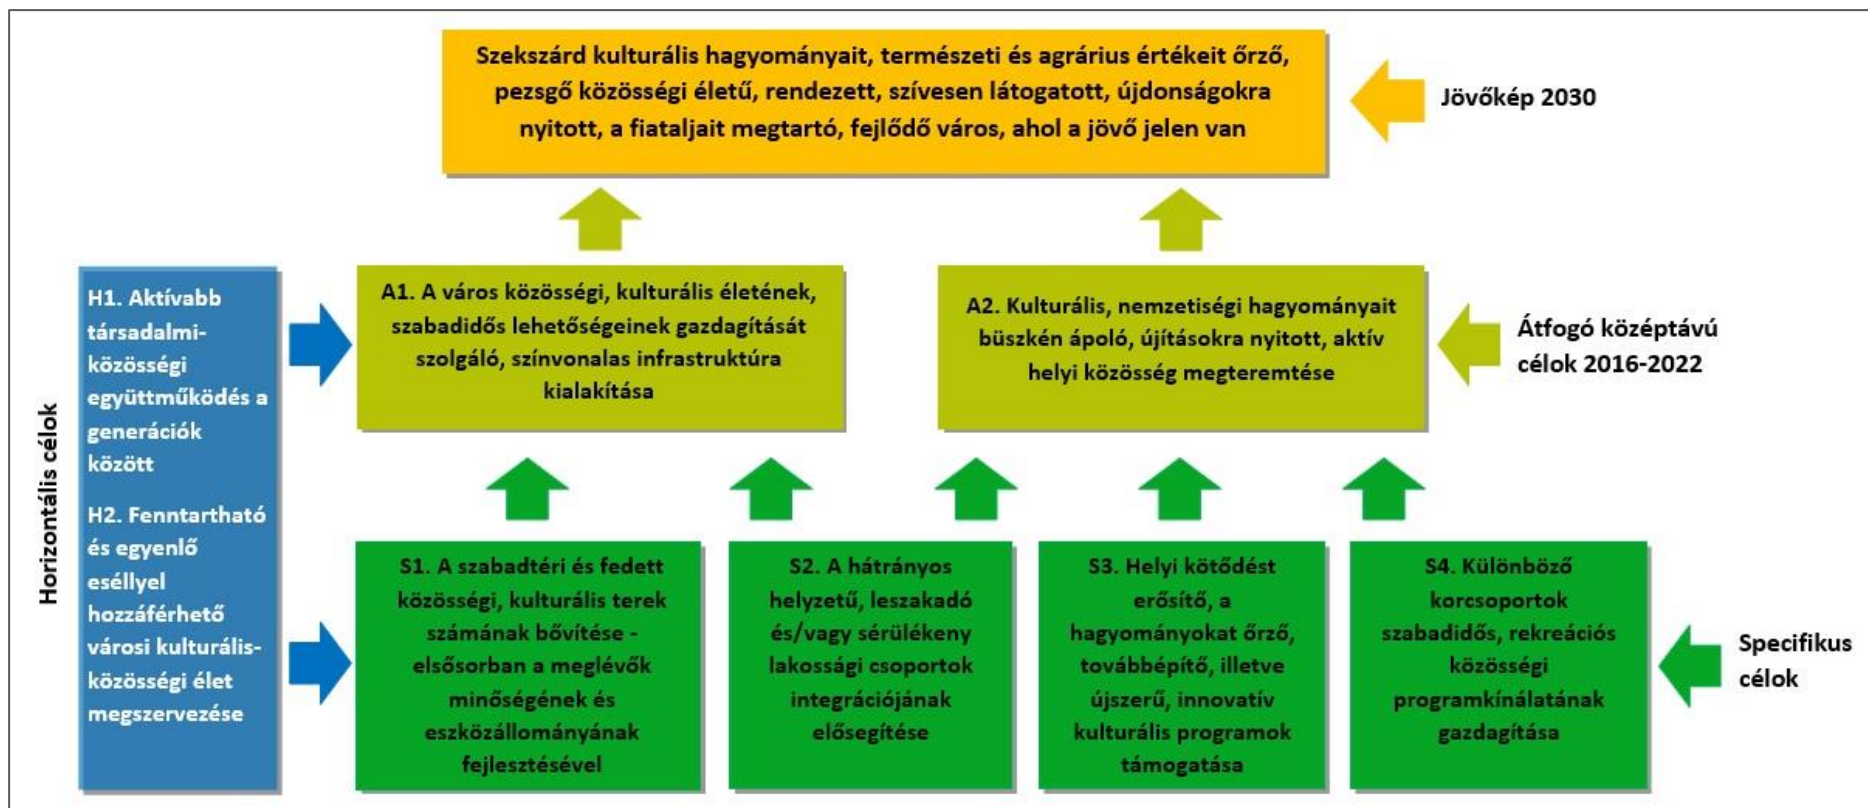 Szekszárd kulturális hagyományait, természeti és agrárius értékeit őrző,
pezsgő közösségi életű, rendezett, szívesen látogatott, újdonságokra
nyitott, a fiataljait megtartó, fejlődő város, ahol a jövő jelen van
Jövőkép 2030
Horizontális célok
H1. Aktívabb
társadalmi-
közösségi
együttműködés a
generációk
között
H2. Fenntartható
és egyenlő
eséllyel
hozzáférhető
városi kulturális-
közösségi élet
megszervezése
A1. A város közösségi, kulturális életének,
szabadidős lehetőségeinek gazdagítását
szolgáló, színvonalas infrastruktúra
kialakítása
A2. Kulturális, nemzetiségi hagyományait
büszkén ápoló, újításokra nyitott, aktív
helyi közösség megteremtése
Átfogó középtávú
célok 2016-2022
S1. A szabadtéri és fedett
közösségi, kulturális terek
számának bővítése -
elsősorban a meglévők
minőségének és
eszközállományának
fejlesztésével
S2. A hátrányos
helyzetű, leszakadó
és/vagy sérülékeny
lakossági csoportok
integrációjának
elősegítése
S3. Helyi kötődést
erősítő, a
hagyományokat őrző,
továbbépítő, illetve
újszerű, innovatív
kulturális programok
támogatása
S4. Különböző
korcsoportok
szabadidős, rekreációs
közösségi
programkínálatának
gazdagítása
Specifikus
célok